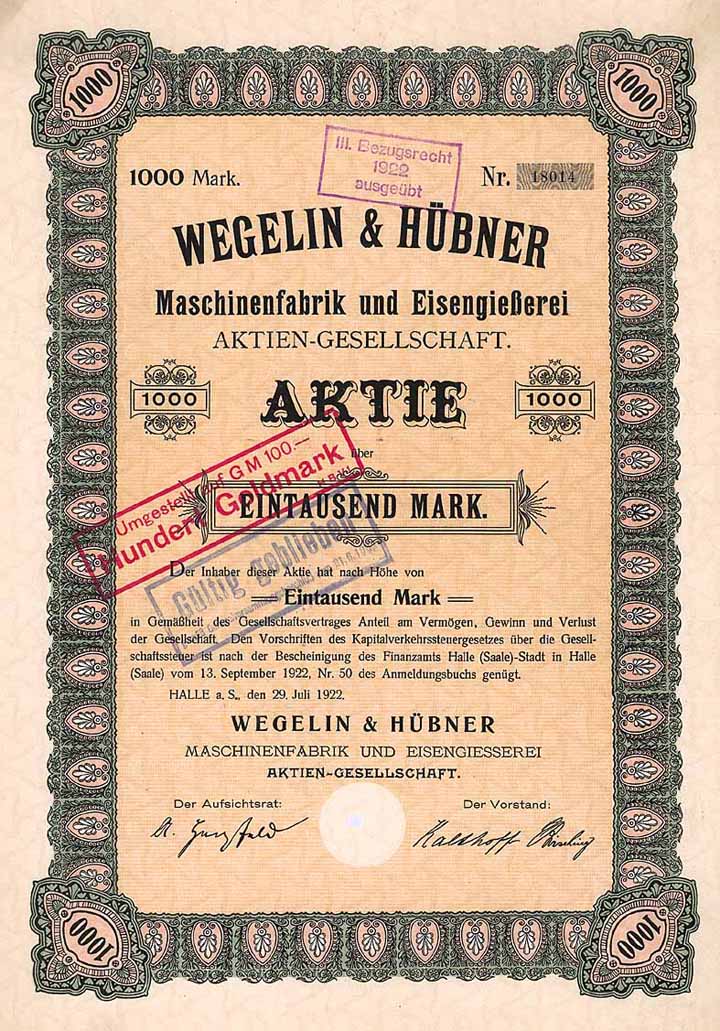 1000
1000
III. Bezugsrecht
1922
ausgeübt
1000 Mark.
Nr. 18014
WEGELIN & HÜBNER
Maschinenfabrik und Eisengießerei
AKTIEN-GESELLSCHAFT.
1000
AKTIE
1000
über
Umgestellt auf GM 100.—
Hundert Goldmark
EINTAUSEND MARK.
Gültig geblieben
Der Inhaber dieser Aktie hat nach Höhe von
Eintausend Mark
in Gemäßheit des Gesellschaftsvertrages Anteil am Vermögen, Gewinn und Verlust
der Gesellschaft. Den Vorschriften des Kapitalverkehrssteuergesetzes über die Gesell-
schaftssteuer ist nach der Bescheinigung des Finanzamts Halle (Saale)-Stadt in Halle
(Saale) vom 13. September 1922, Nr. 50 des Anmeldungsbuchs genügt.
HALLE a. S., den 29. Juli 1922.
WEGELIN & HÜBNER
MASCHINENFABRIK UND EISENGIESSEREI
AKTIEN-GESELLSCHAFT.
Der Aufsichtsrat:
Der Vorstand:
Kalthoff
1000
1000